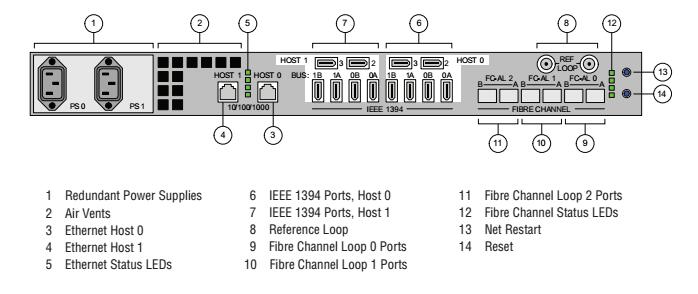 1 2 5 7 6 8 12
HOST 1 3 2 3 2 HOST 0
REF
LOOP
HOST 1 HOST 0 BUS: 1B 1A 0B 0A 1B 1A 0B 0A
FC-AL 2 FC-AL 1 FC-AL 0
B A B A B A
13
14
PS 0 PS 1
10/100/1000
IEEE 1394
FIBRE CHANNEL
4 3 11 10 9
1 Redundant Power Supplies
2 Air Vents
3 Ethernet Host 0
4 Ethernet Host 1
5 Ethernet Status LEDs
6 IEEE 1394 Ports, Host 0
7 IEEE 1394 Ports, Host 1
8 Reference Loop
9 Fibre Channel Loop 0 Ports
10 Fibre Channel Loop 1 Ports
11 Fibre Channel Loop 2 Ports
12 Fibre Channel Status LEDs
13 Net Restart
14 Reset